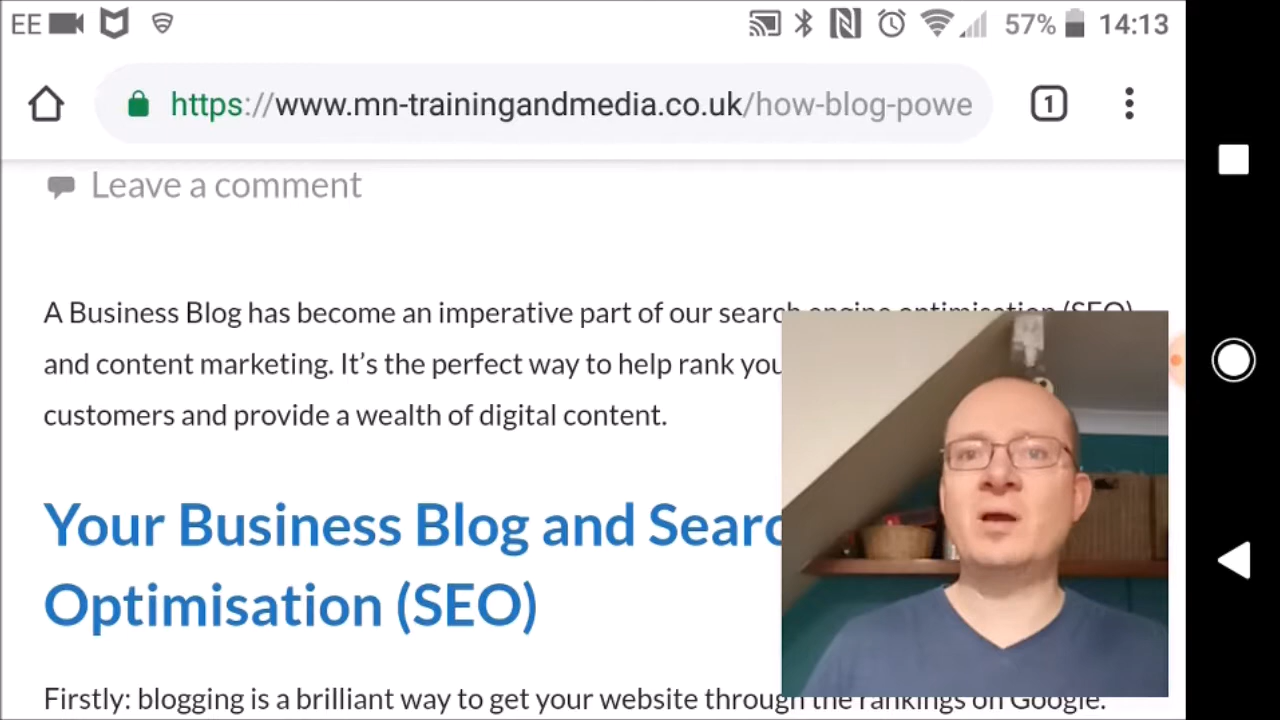 EE 57% 14:13
https://www.mn-trainingandmedia.co.uk/how-blog-powe
1
Leave a comment
A Business Blog has become an imperative part of our search engine optimisation (SEO)
and content marketing. It's the perfect way to help rank you
customers and provide a wealth of digital content.
Your Business Blog and Searc
Optimisation (SEO)
Firstly: blogging is a brilliant way to get your website through the rankings on Google.